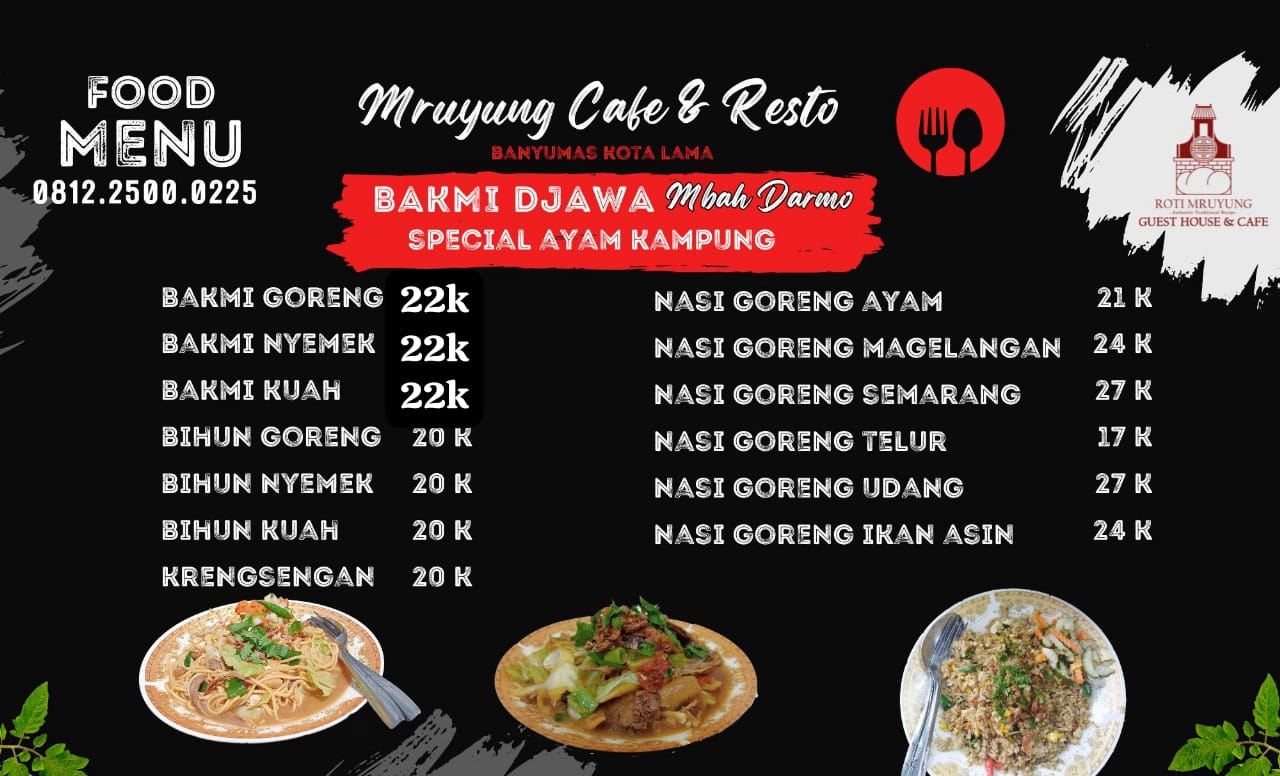 FOOD
MENU
0812.2500.0225
Mruyung Cafe & Resto
BANYUMAS KOTA LAMA
BAKMI DJAWA Mbah Darmo
SPECIAL AYAM KAMPUNG
ROTI MRUYUNG
- Authentic Traditional Recipe -
GUEST HOUSE & CAFE
BAKMI GORENG 22k
BAKMI NYEMEK 22k
BAKMI KUAH 22k
BIHUN GORENG 20 K
BIHUN NYEMEK 20 K
BIHUN KUAH 20 K
KRENGSENGAN 20 K
NASI GORENG AYAM 21 K
NASI GORENG MAGELANGAN 24 K
NASI GORENG SEMARANG 27 K
NASI GORENG TELUR 17 K
NASI GORENG UDANG 27 K
NASI GORENG IKAN ASIN 24 K